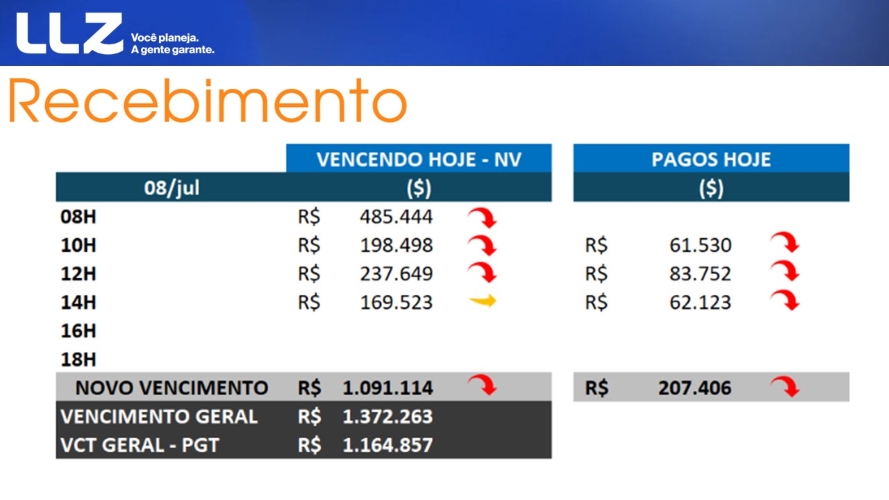 LLZ
Você planeja.
A gente garante.
Recebimento
VENCENDO HOJE - NV PAGOS HOJE
08/jul ($) ($)
08H R$ 485.444
10H R$ 198.498 R$ 61.530
12H R$ 237.649 R$ 83.752
14H R$ 169.523 R$ 62.123
16H
18H
NOVO VENCIMENTO R$ 1.091.114 R$ 207.406
VENCIMENTO GERAL R$ 1.372.263
VCT GERAL - PGT R$ 1.164.857